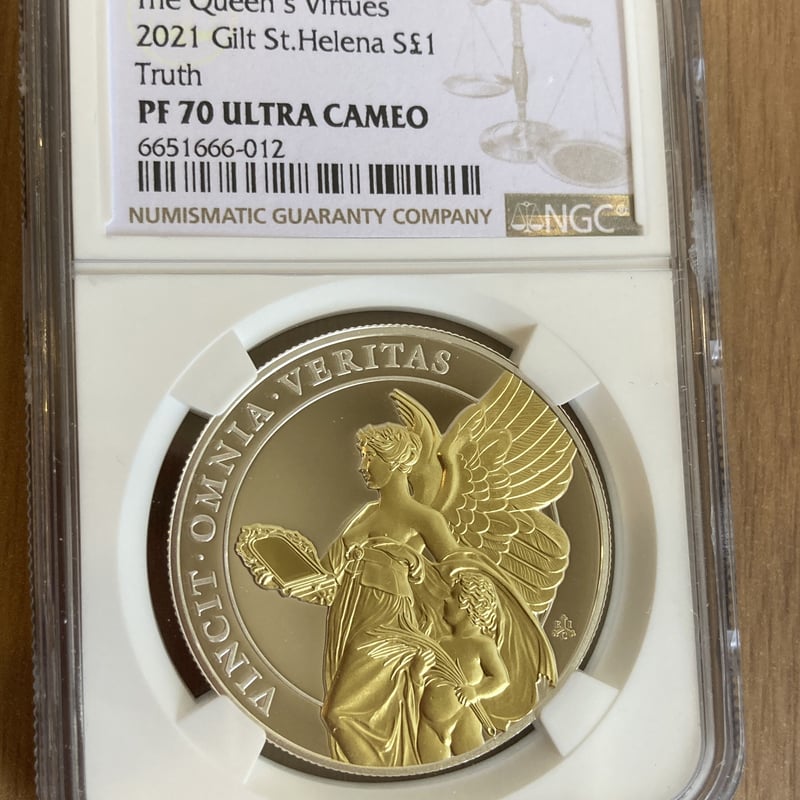 The Queen's Virtues
2021 Gilt St.Helena S£1
Truth
PF 70 ULTRA CAMEO
6651666-012
NUMISMATIC GUARANTY COMPANY
NGC
VINCIT · OMNIA · VERITAS